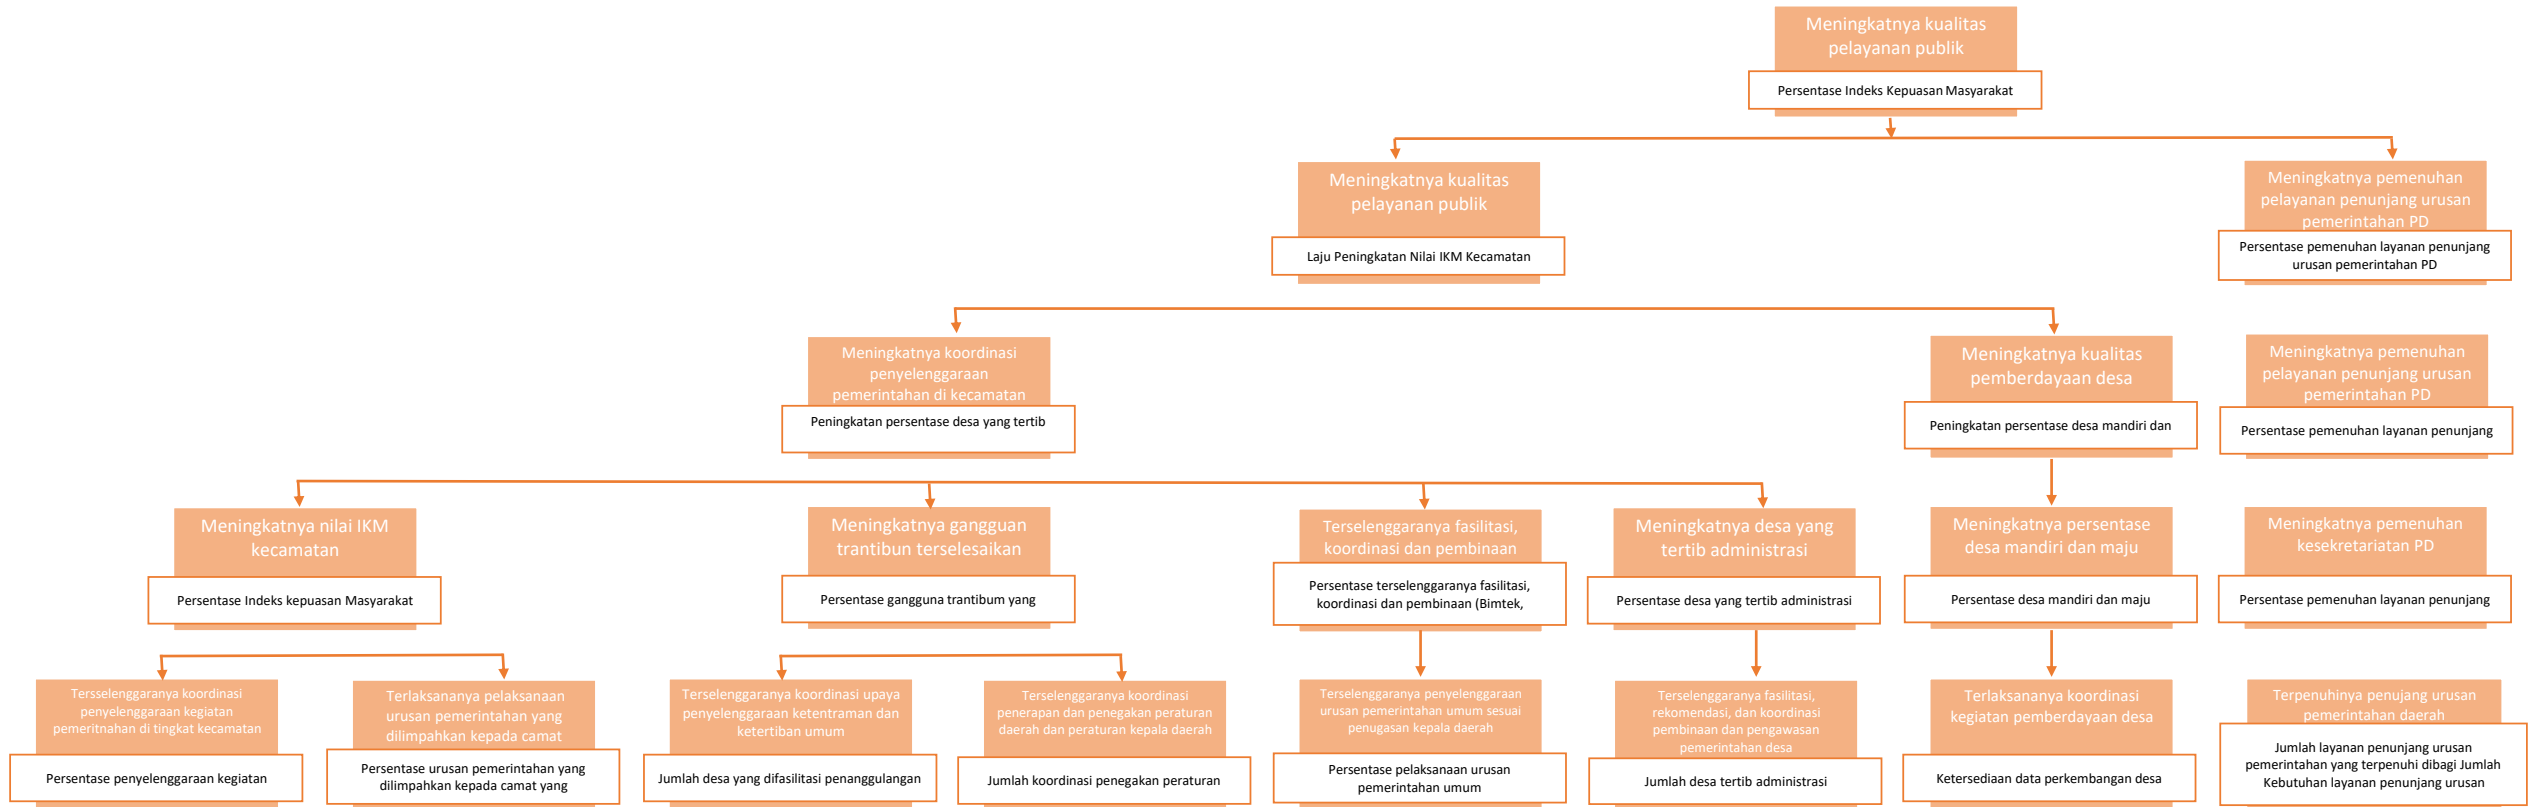 Meningkatnya kualitas
pelayanan publik
Persentase Indeks Kepuasan Masyarakat
Meningkatnya kualitas
pelayanan publik
Laju Peningkatan Nilai IKM Kecamatan
Meningkatnya pemenuhan
pelayanan penunjang urusan
pemerintahan PD
Persentase pemenuhan layanan penunjang
urusan pemerintahan PD
Meningkatnya koordinasi
penyelenggaraan
pemerintahan di kecamatan
Peningkatan persentase desa yang tertib
Meningkatnya kualitas
pemberdayaan desa
Peningkatan persentase desa mandiri dan
Meningkatnya pemenuhan
pelayanan penunjang urusan
pemerintahan PD
Persentase pemenuhan layanan penunjang
Meningkatnya nilai IKM
kecamatan
Persentase Indeks kepuasan Masyarakat
Meningkatnya gangguan
trantibun terselesaikan
Persentase gangguna trantibum yang
Terselenggaranya fasilitasi,
koordinasi dan pembinaan
Persentase terselenggaranya fasilitasi,
koordinasi dan pembinaan (Bimtek,
Meningkatnya desa yang
tertib administrasi
Persentase desa yang tertib administrasi
Meningkatnya persentase
desa mandiri dan maju
Persentase desa mandiri dan maju
Meningkatnya pemenuhan
kesekretariatan PD
Persentase pemenuhan layanan penunjang
Tersselenggaranya koordinasi
penyelenggaraan kegiatan
pemeritnahan di tingkat kecamatan
Persentase penyelenggaraan kegiatan
Terlaksananya pelaksanaan
urusan pemerintahan yang
dilimpahkan kepada camat
Persentase urusan pemerintahan yang
dilimpahkan kepada camat yang
Terselenggaranya koordinasi upaya
penyelenggaraan ketentraman dan
ketertiban umum
Jumlah desa yang difasilitasi penanggulangan
Terselenggaranya koordinasi
penerapan dan penegakan peraturan
daerah dan peraturan kepala daerah
Jumlah koordinasi penegakan peraturan
Terselenggaranya penyelenggaraan
urusan pemerintahan umum sesuai
penugasan kepala daerah
Persentase pelaksanaan urusan
pemerintahan umum
Terselenggaranya fasilitasi,
rekomendasi, dan koordinasi
pembinaan dan pengawasan
pemerintahan desa
Jumlah desa tertib administrasi
Terlaksananya koordinasi
kegiatan pemberdayaan desa
Ketersediaan data perkembangan desa
Terpenuhinya penujang urusan
pemerintahan daerah
Jumlah layanan penunjang urusan
pemerintahan yang terpenuhi dibagi Jumlah
Kebutuhan layanan penunjang urusan